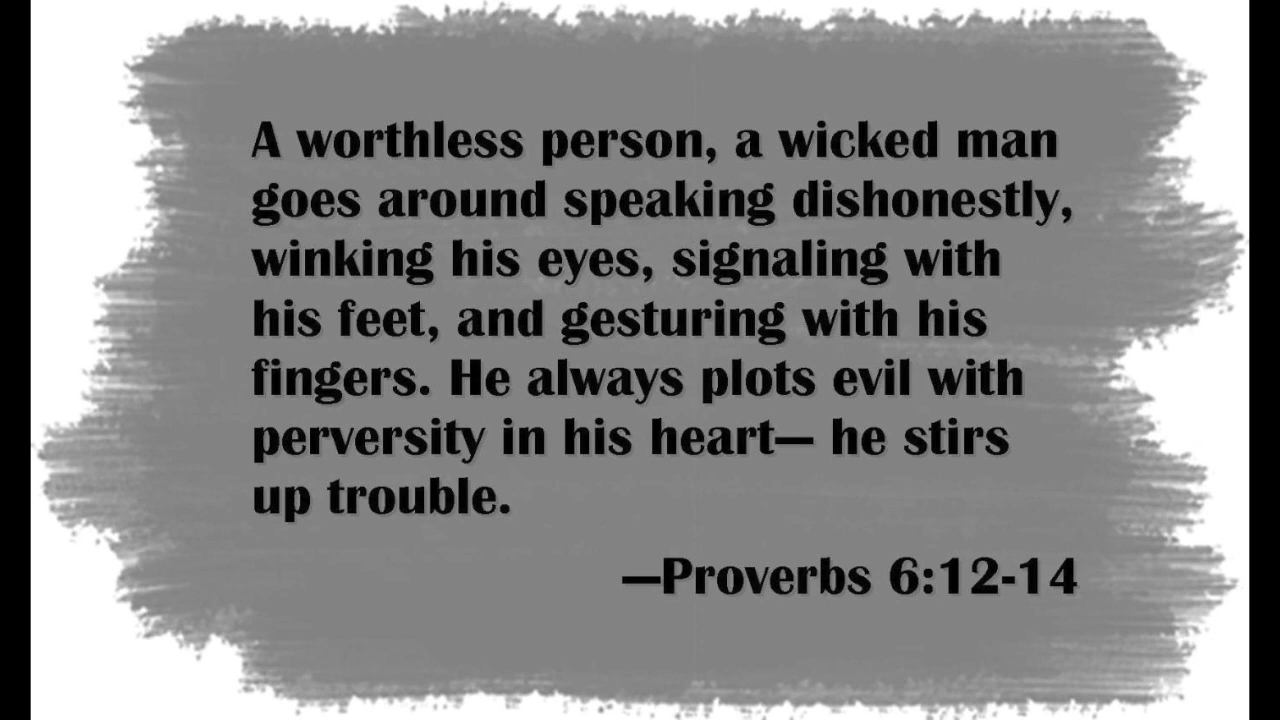 A worthless person, a wicked man
goes around speaking dishonestly,
winking his eyes, signaling with
his feet, and gesturing with his
fingers. He always plots evil with
perversity in his heart— he stirs
up trouble.
—Proverbs 6:12-14